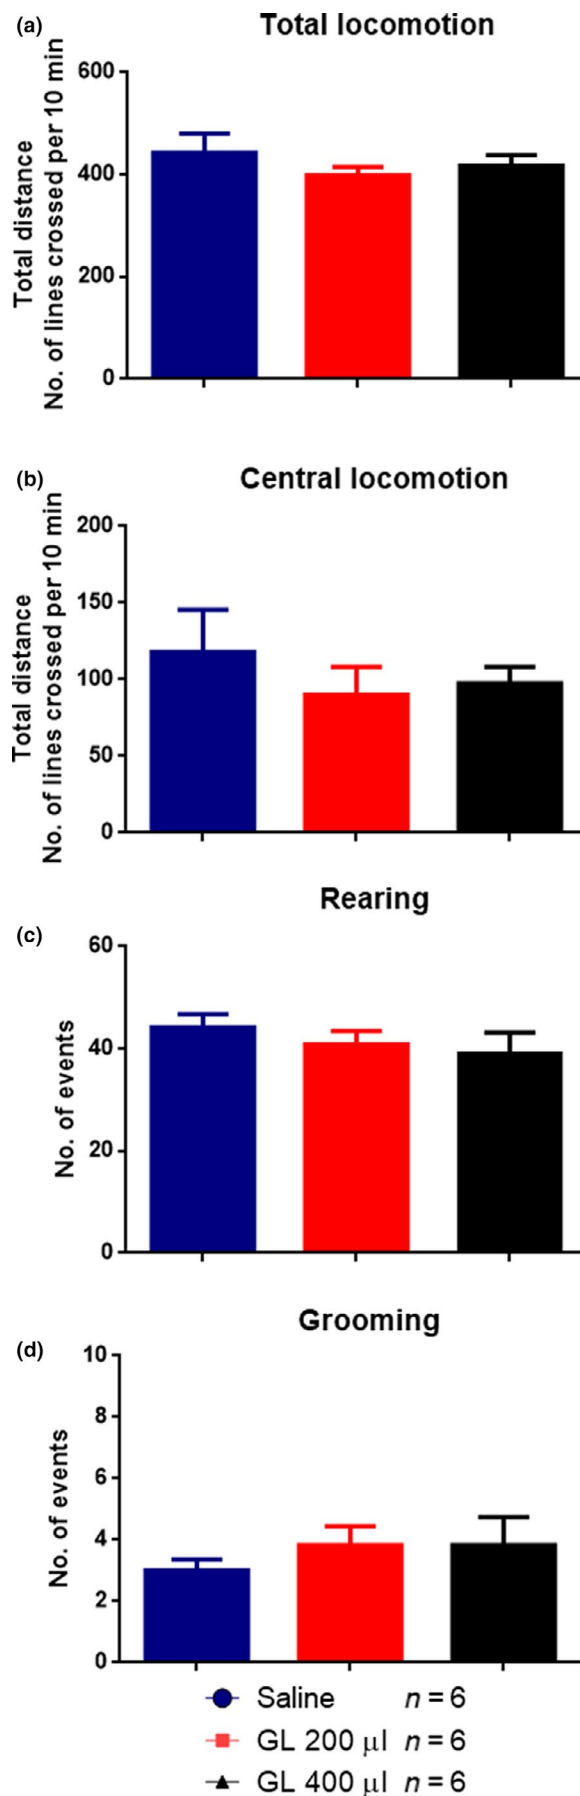 (a)
Total locomotion
Total distance
No. of lines crossed per 10 min
600
400
200
0
(b)
Central locomotion
Total distance
No. of lines crossed per 10 min
200
150
100
50
0
Rearing
(c)
No. of events
60
40
20
0
Grooming
(d)
No. of events
10
8
6
4
2
0
Saline n = 6
GL 200 µl n = 6
GL 400 µl n = 6